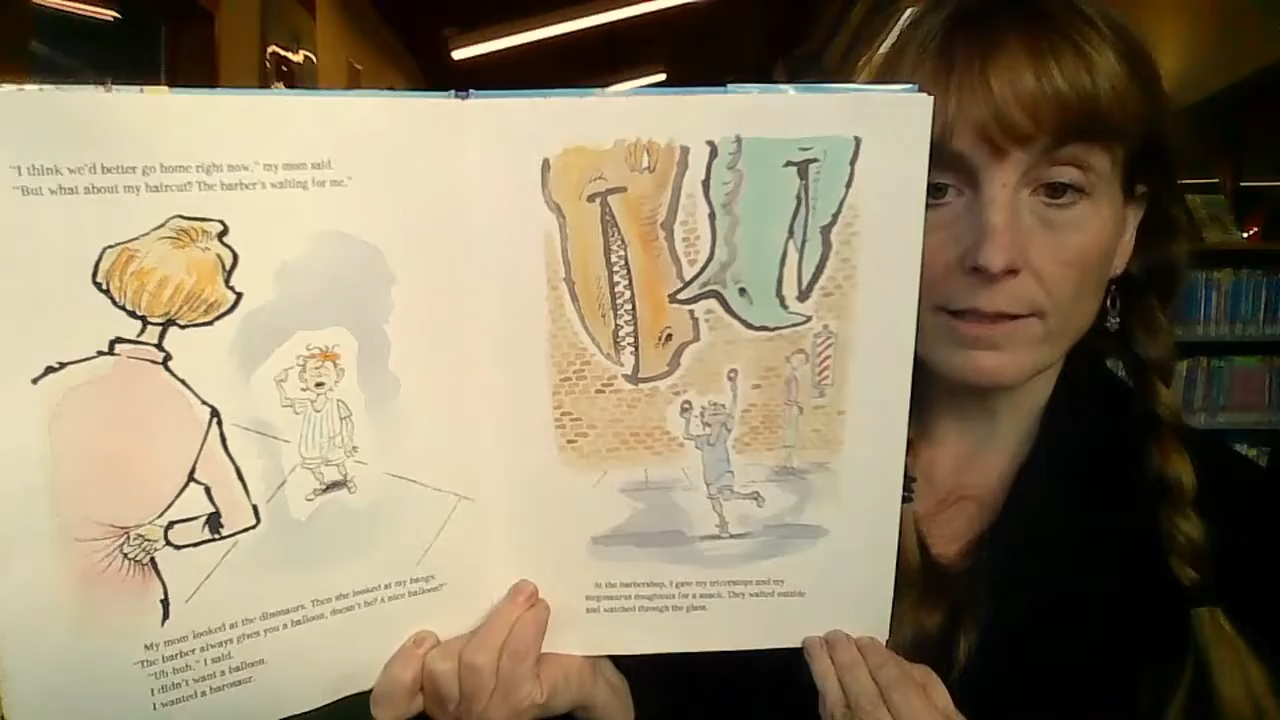 "I think we'd better go home right now," my mom said.
"But what about my haircut? The barber's waiting for me."
My mom looked at the dinosaurs. Then she looked at my bangs.
"The barber always gives you a balloon, doesn't he? A nice balloon?"
"Uh-huh," I said.
I didn't want a balloon.
I wanted a barosaur.
At the barbershop, I gave my triceratops and my
stegosaurus doughnuts for a snack. They waited outside
and watched through the glass.